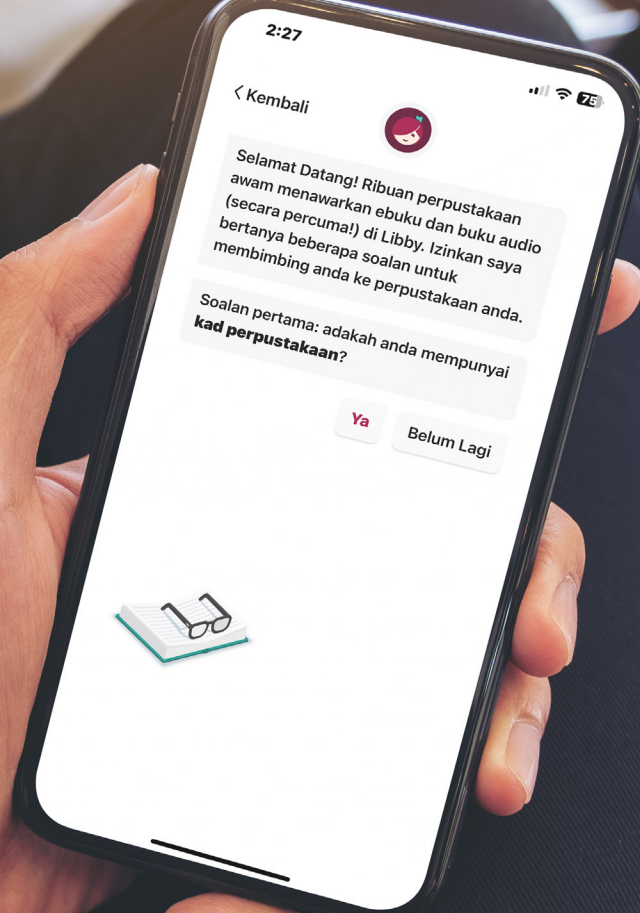 2:27
75
Kembali
Selamat Datang! Ribuan perpustakaan
awam menawarkan ebuku dan buku audio
(secara percuma!) di Libby. Izinkan saya
bertanya beberapa soalan untuk
membimbing anda ke perpustakaan anda.
Soalan pertama: adakah anda mempunyai
kad perpustakaan?
Ya
Belum Lagi